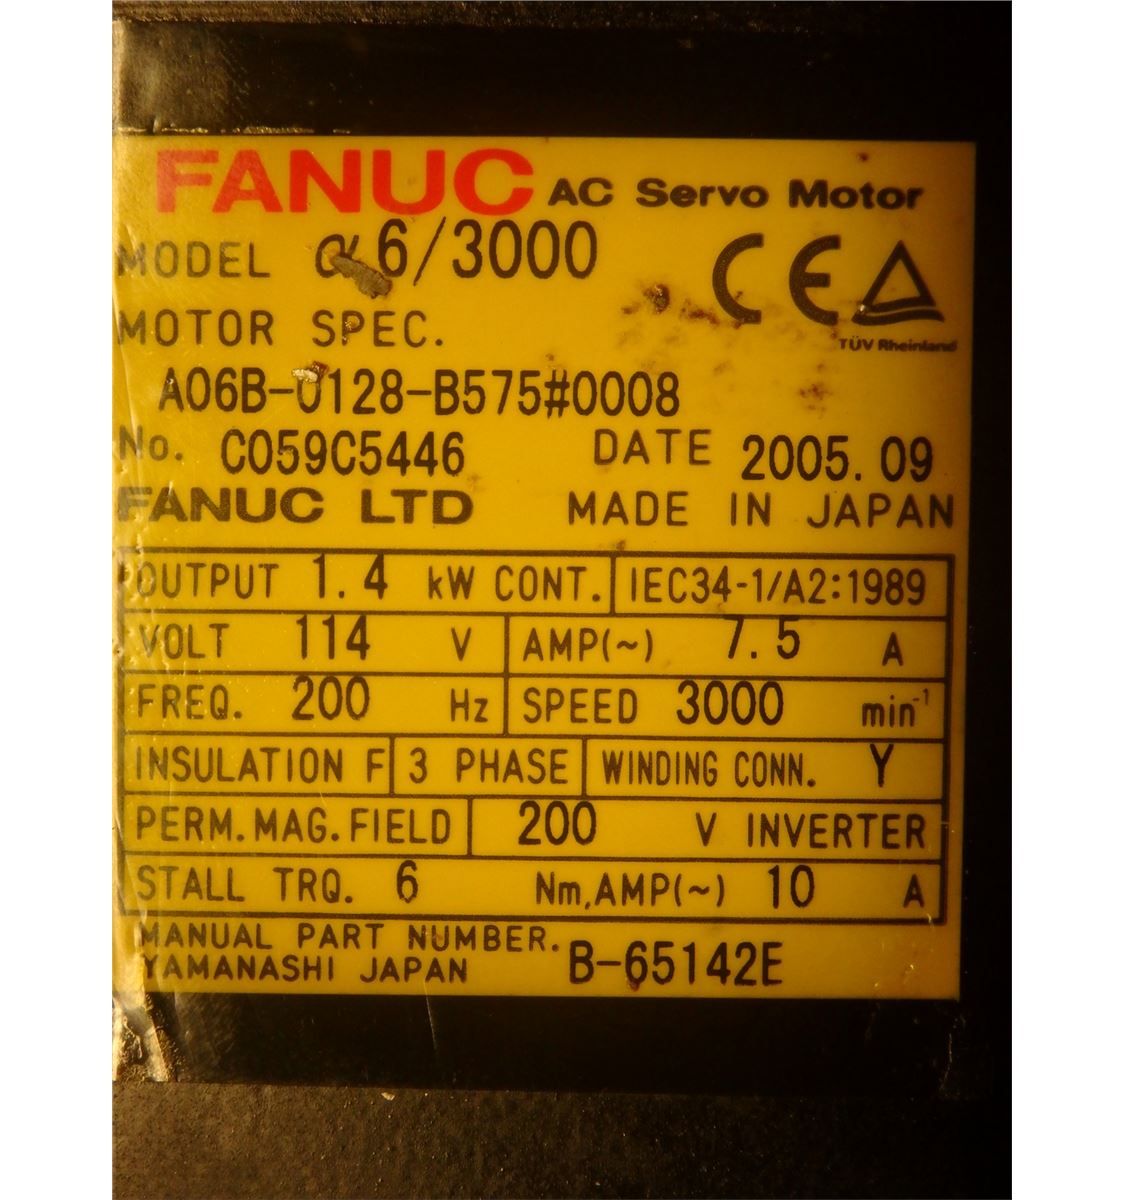 FANUC AC Servo Motor
MODEL α6/3000
CE
TÜV Rheinland
MOTOR SPEC.
A06B-0128-B575#0008
No. C059C5446 DATE 2005.09
FANUC LTD MADE IN JAPAN
OUTPUT 1.4 kW CONT. IEC34-1/A2:1989
VOLT 114 V AMP(~) 7.5 A
FREQ. 200 Hz SPEED 3000 min⁻¹
INSULATION F 3 PHASE WINDING CONN. Y
PERM.MAG.FIELD 200 V INVERTER
STALL TRQ. 6 Nm,AMP(~) 10 A
MANUAL PART NUMBER. B-65142E
YAMANASHI JAPAN